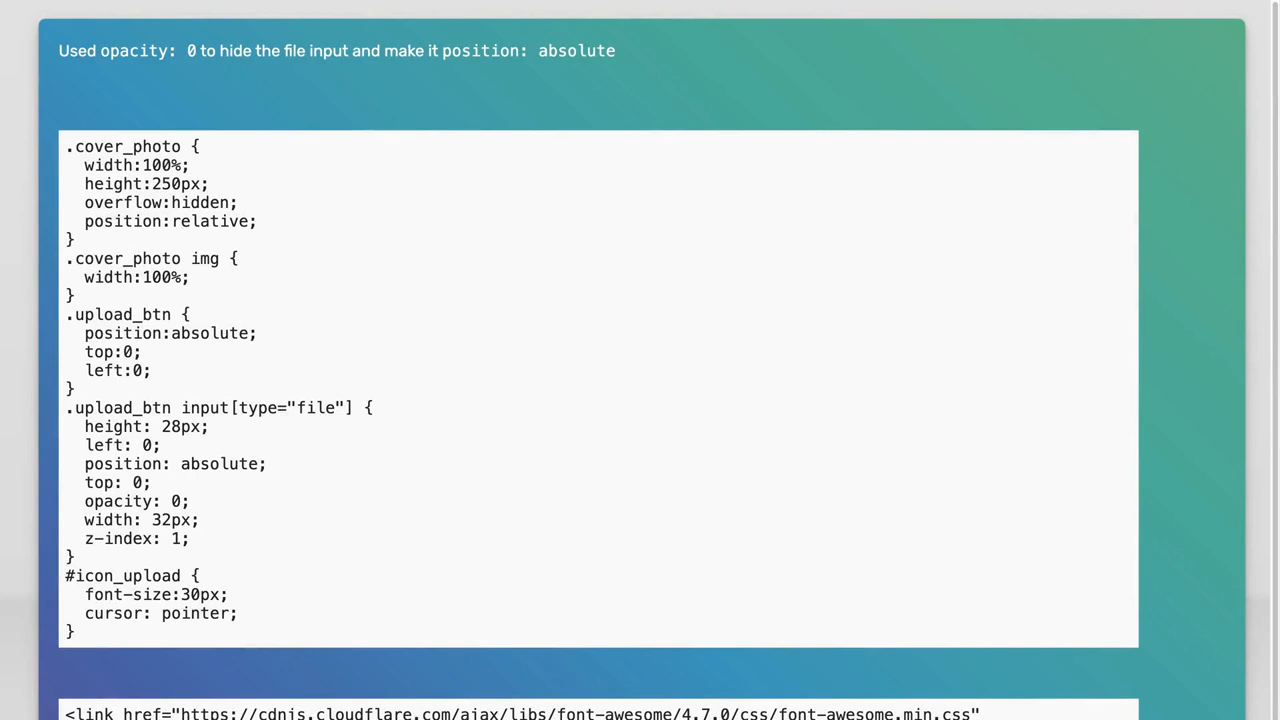 Used opacity: 0 to hide the file input and make it position: absolute
.cover_photo {
  width:100%;
  height:250px;
  overflow:hidden;
  position:relative;
}
.cover_photo img {
  width:100%;
}
.upload_btn {
  position:absolute;
  top:0;
  left:0;
}
.upload_btn input[type="file"] {
  height: 28px;
  left: 0;
  position: absolute;
  top: 0;
  opacity: 0;
  width: 32px;
  z-index: 1;
}
#icon_upload {
  font-size:30px;
  cursor: pointer;
}
<link href="https://cdnjs.cloudflare.com/ajax/libs/font-awesome/4.7.0/css/font-awesome.min.css"